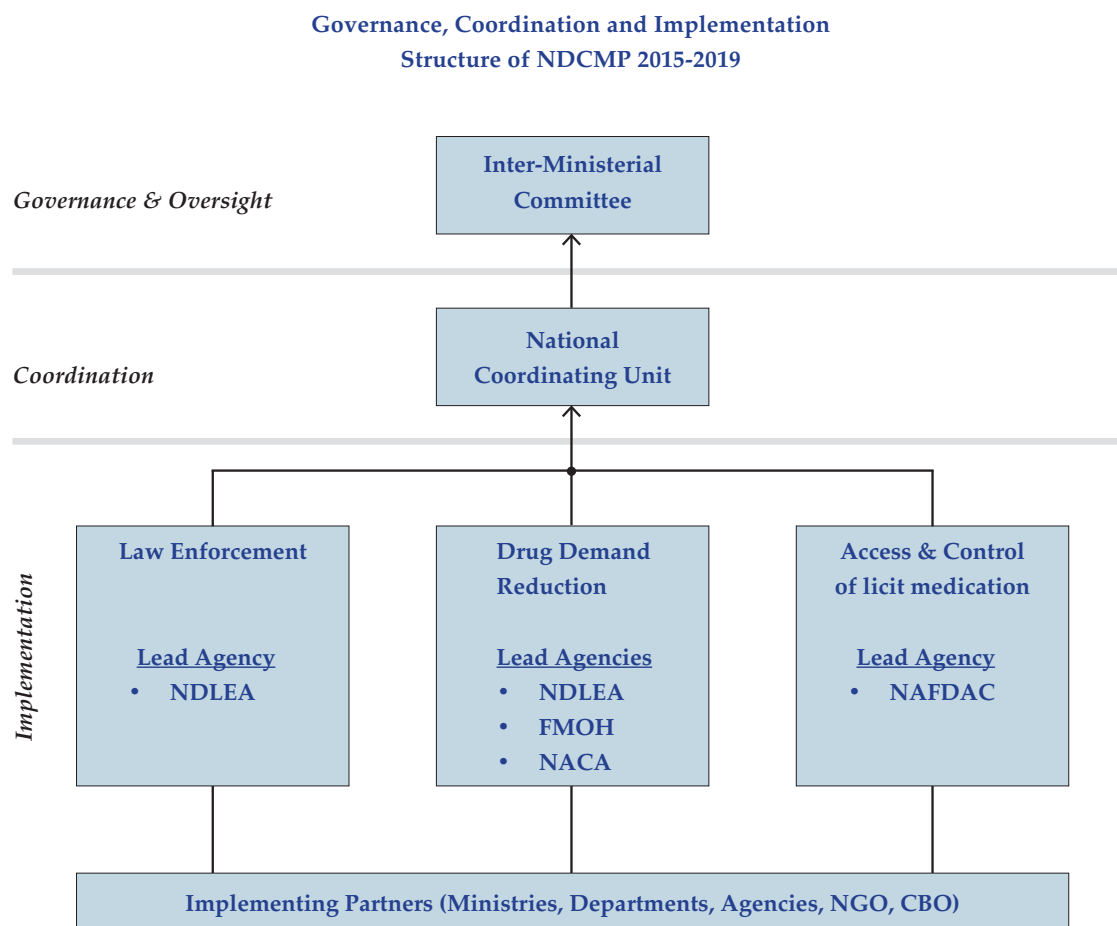 Governance, Coordination and Implementation
Structure of NDCMP 2015-2019
Inter-Ministerial
Committee
Governance & Oversight
National
Coordinating Unit
Coordination
Implementation
Law Enforcement
Lead Agency
• NDLEA
Drug Demand
Reduction
Lead Agencies
• NDLEA
• FMOH
• NACA
Access & Control
of licit medication
Lead Agency
• NAFDAC
Implementing Partners (Ministries, Departments, Agencies, NGO, CBO)